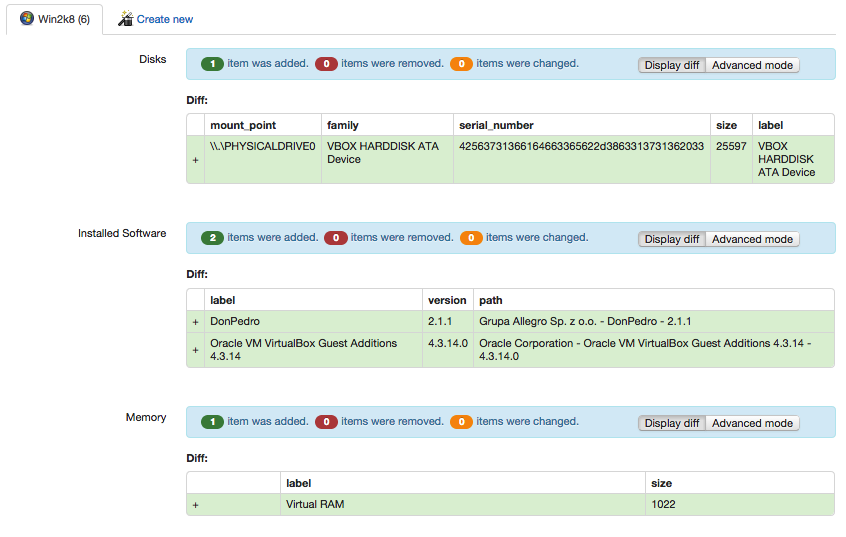 Win2k8 (6) Create new
Disks 1 item was added. 0 items were removed. 0 items were changed. Display diff Advanced mode
Diff:
mount_point family serial_number size label
+ \\.\PHYSICALDRIVE0 VBOX HARDDISK ATA Device 42563731366164663365622d3863313731362033 25597 VBOX HARDDISK ATA Device
Installed Software 2 items were added. 0 items were removed. 0 items were changed. Display diff Advanced mode
Diff:
label version path
+ DonPedro 2.1.1 Grupa Allegro Sp. z o.o. - DonPedro - 2.1.1
+ Oracle VM VirtualBox Guest Additions 4.3.14 4.3.14.0 Oracle Corporation - Oracle VM VirtualBox Guest Additions 4.3.14 - 4.3.14.0
Memory 1 item was added. 0 items were removed. 0 items were changed. Display diff Advanced mode
Diff:
label size
+ Virtual RAM 1022